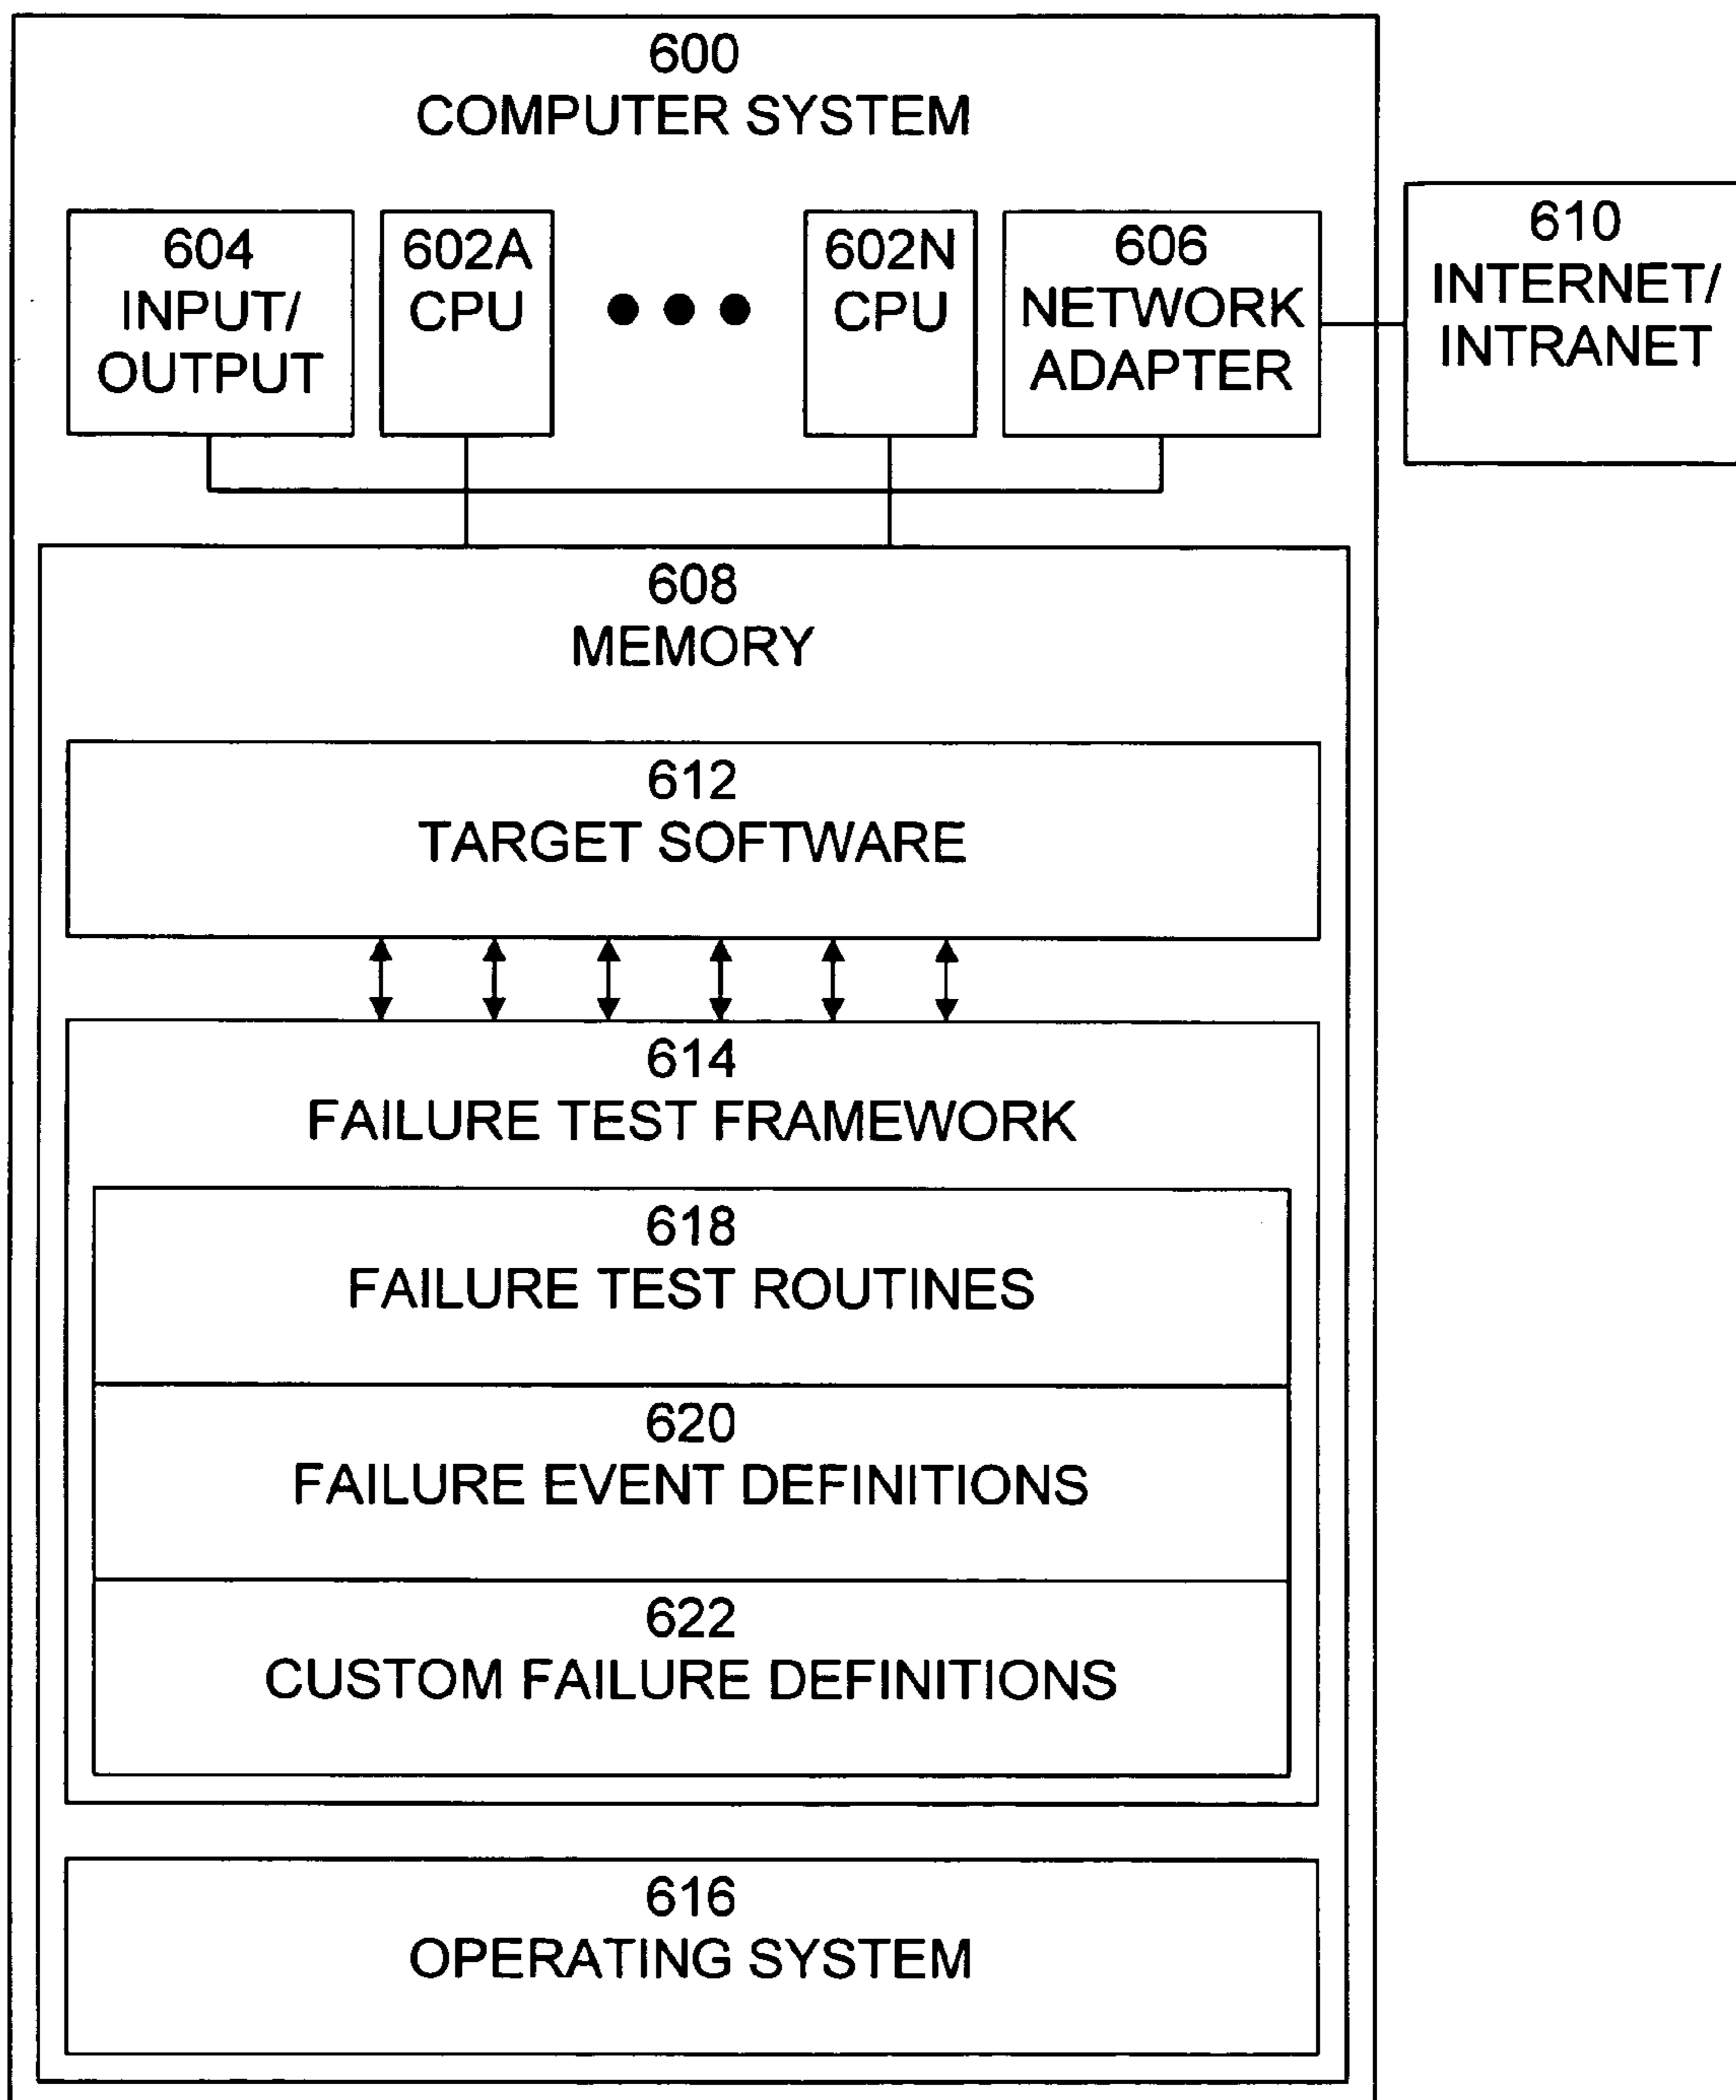 600
COMPUTER SYSTEM
604
INPUT/
OUTPUT
602A
CPU
602N
CPU
606
NETWORK
ADAPTER
610
INTERNET/
INTRANET
608
MEMORY
612
TARGET SOFTWARE
614
FAILURE TEST FRAMEWORK
618
FAILURE TEST ROUTINES
620
FAILURE EVENT DEFINITIONS
622
CUSTOM FAILURE DEFINITIONS
616
OPERATING SYSTEM